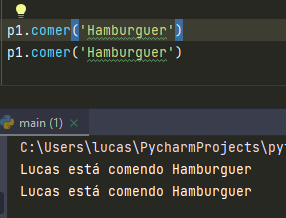 p1.comer('Hamburguer')
p1.comer('Hamburguer')
main (1) ×
C:\Users\lucas\PycharmProjects\pyt
Lucas está comendo Hamburguer
Lucas está comendo Hamburguer